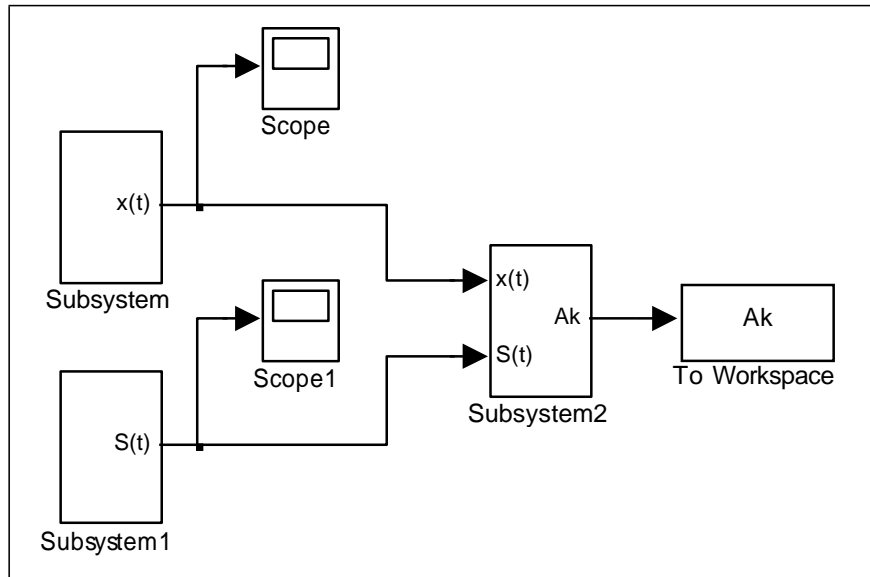 Scope
x(t)
Subsystem
Scope1
S(t)
Subsystem1
x(t)
S(t)
Ak
Subsystem2
Ak
To Workspace